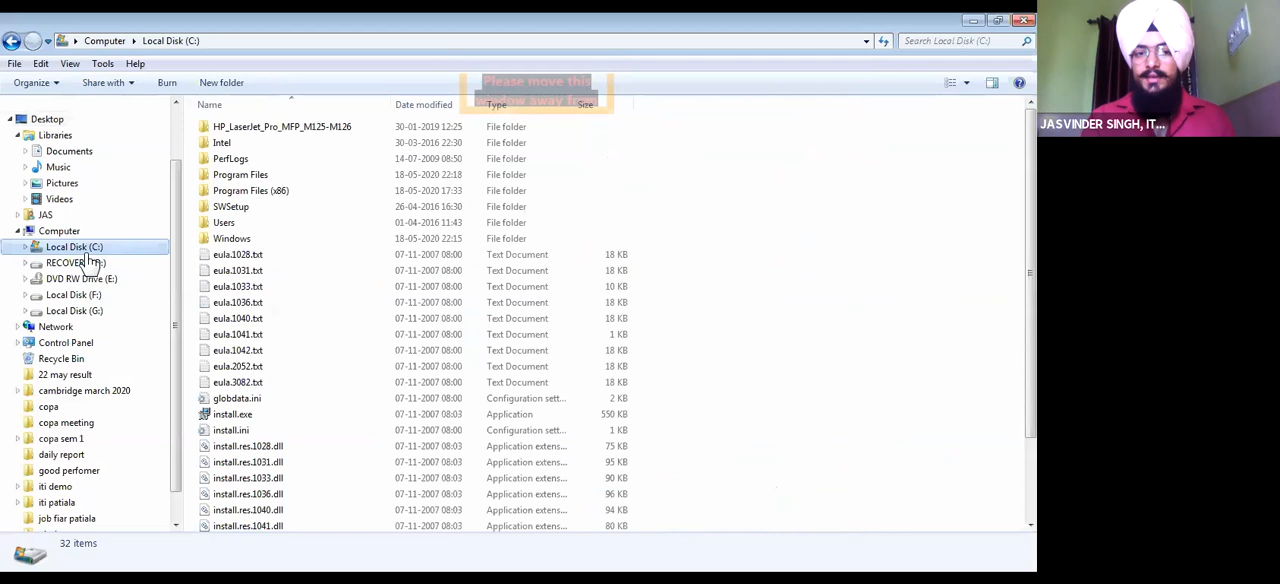 Computer Local Disk (C:)
Search Local Disk (C:)
File Edit View Tools Help
Organize Share with Burn New folder
Please move this
window away from
Name Date modified Type Size
HP_LaserJet_Pro_MFP_M125-M126 30-01-2019 12:25 File folder
Intel 30-03-2016 22:30 File folder
PerfLogs 14-07-2009 08:50 File folder
Program Files 18-05-2020 22:18 File folder
Program Files (x86) 18-05-2020 17:33 File folder
SWSetup 26-04-2016 16:30 File folder
Users 01-04-2016 11:43 File folder
Windows 18-05-2020 22:15 File folder
eula.1028.txt 07-11-2007 08:00 Text Document 18 KB
eula.1031.txt 07-11-2007 08:00 Text Document 18 KB
eula.1033.txt 07-11-2007 08:00 Text Document 10 KB
eula.1036.txt 07-11-2007 08:00 Text Document 18 KB
eula.1040.txt 07-11-2007 08:00 Text Document 18 KB
eula.1041.txt 07-11-2007 08:00 Text Document 1 KB
eula.1042.txt 07-11-2007 08:00 Text Document 18 KB
eula.2052.txt 07-11-2007 08:00 Text Document 18 KB
eula.3082.txt 07-11-2007 08:00 Text Document 18 KB
globdata.ini 07-11-2007 08:00 Configuration sett... 2 KB
install.exe 07-11-2007 08:03 Application 550 KB
install.ini 07-11-2007 08:00 Configuration sett... 1 KB
install.res.1028.dll 07-11-2007 08:03 Application extens... 75 KB
install.res.1031.dll 07-11-2007 08:03 Application extens... 95 KB
install.res.1033.dll 07-11-2007 08:03 Application extens... 90 KB
install.res.1036.dll 07-11-2007 08:03 Application extens... 96 KB
install.res.1040.dll 07-11-2007 08:03 Application extens... 94 KB
install.res.1041.dll 07-11-2007 08:03 Application extens... 80 KB
Desktop
Libraries
Documents
Music
Pictures
Videos
JAS
Computer
Local Disk (C:)
RECOVER
DVD RW Drive (E:)
Local Disk (F:)
Local Disk (G:)
Network
Control Panel
Recycle Bin
22 may result
cambridge march 2020
copa
copa meeting
copa sem 1
daily report
good perfomer
iti demo
iti patiala
job fiar patiala
32 items
JASVINDER SINGH, IT...